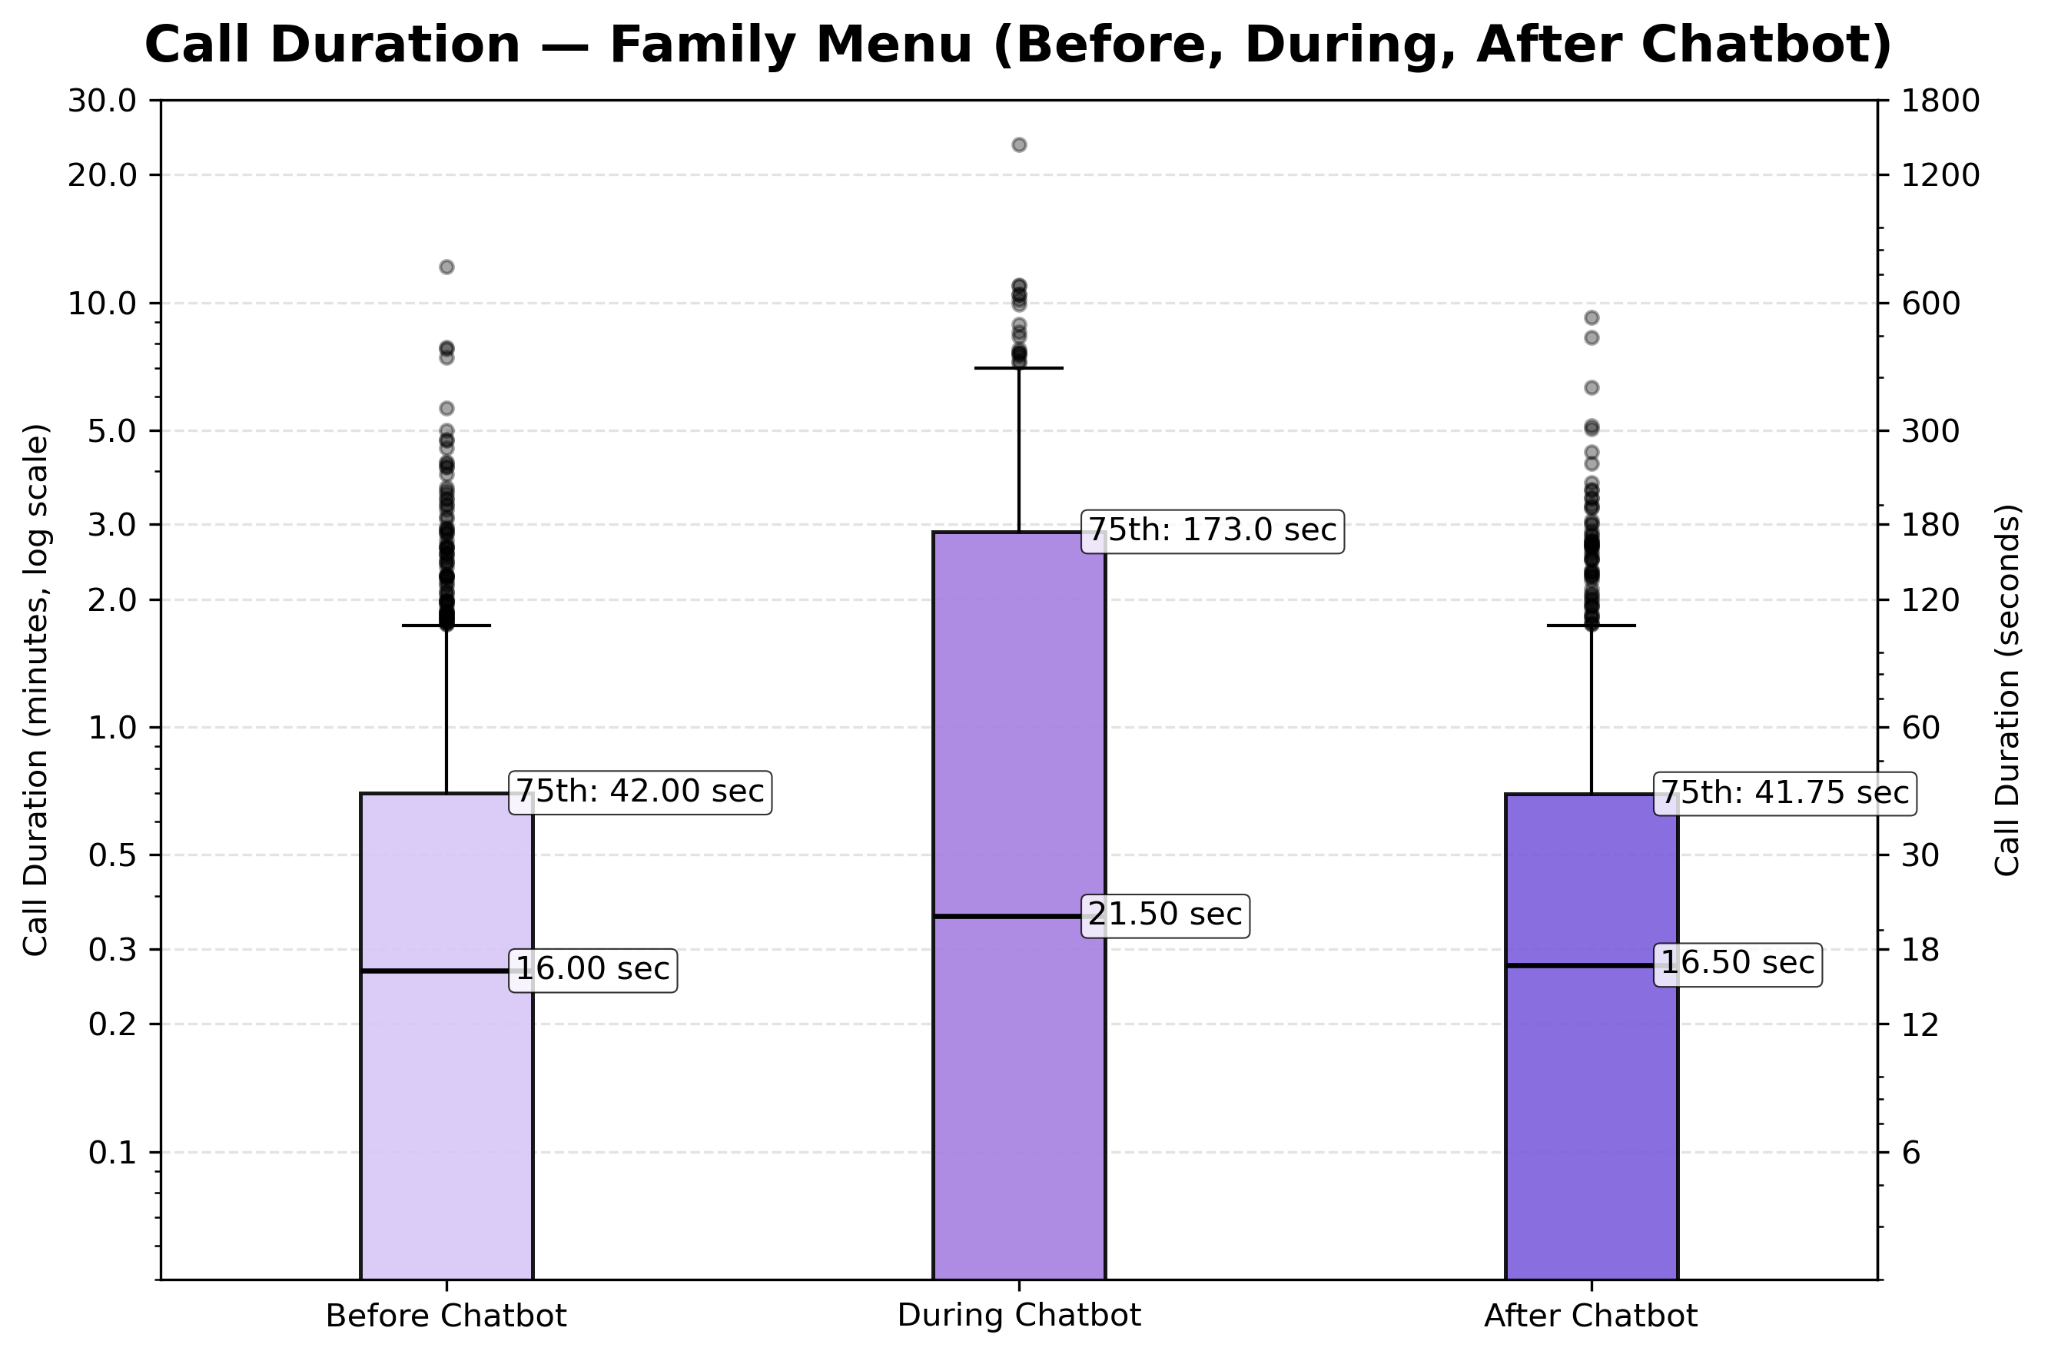 Call Duration — Family Menu (Before, During, After Chatbot)
Call Duration (minutes, log scale)
30.0
20.0
10.0
5.0
3.0
2.0
1.0
0.5
0.3
0.2
0.1
75th: 42.00 sec
16.00 sec
75th: 173.0 sec
21.50 sec
75th: 41.75 sec
16.50 sec
1800
1200
600
300
180
120
60
30
18
12
6
Call Duration (seconds)
Before Chatbot
During Chatbot
After Chatbot